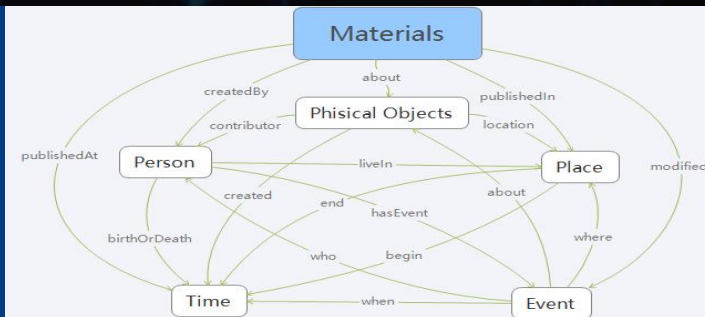 Materials
about
createdBy
publishedIn
Phisical Objects
contributor
location
publishedAt
Person
liveIn
Place
modified
created
end
hasEvent
about
birthOrDeath
who
begin
where
Time
when
Event